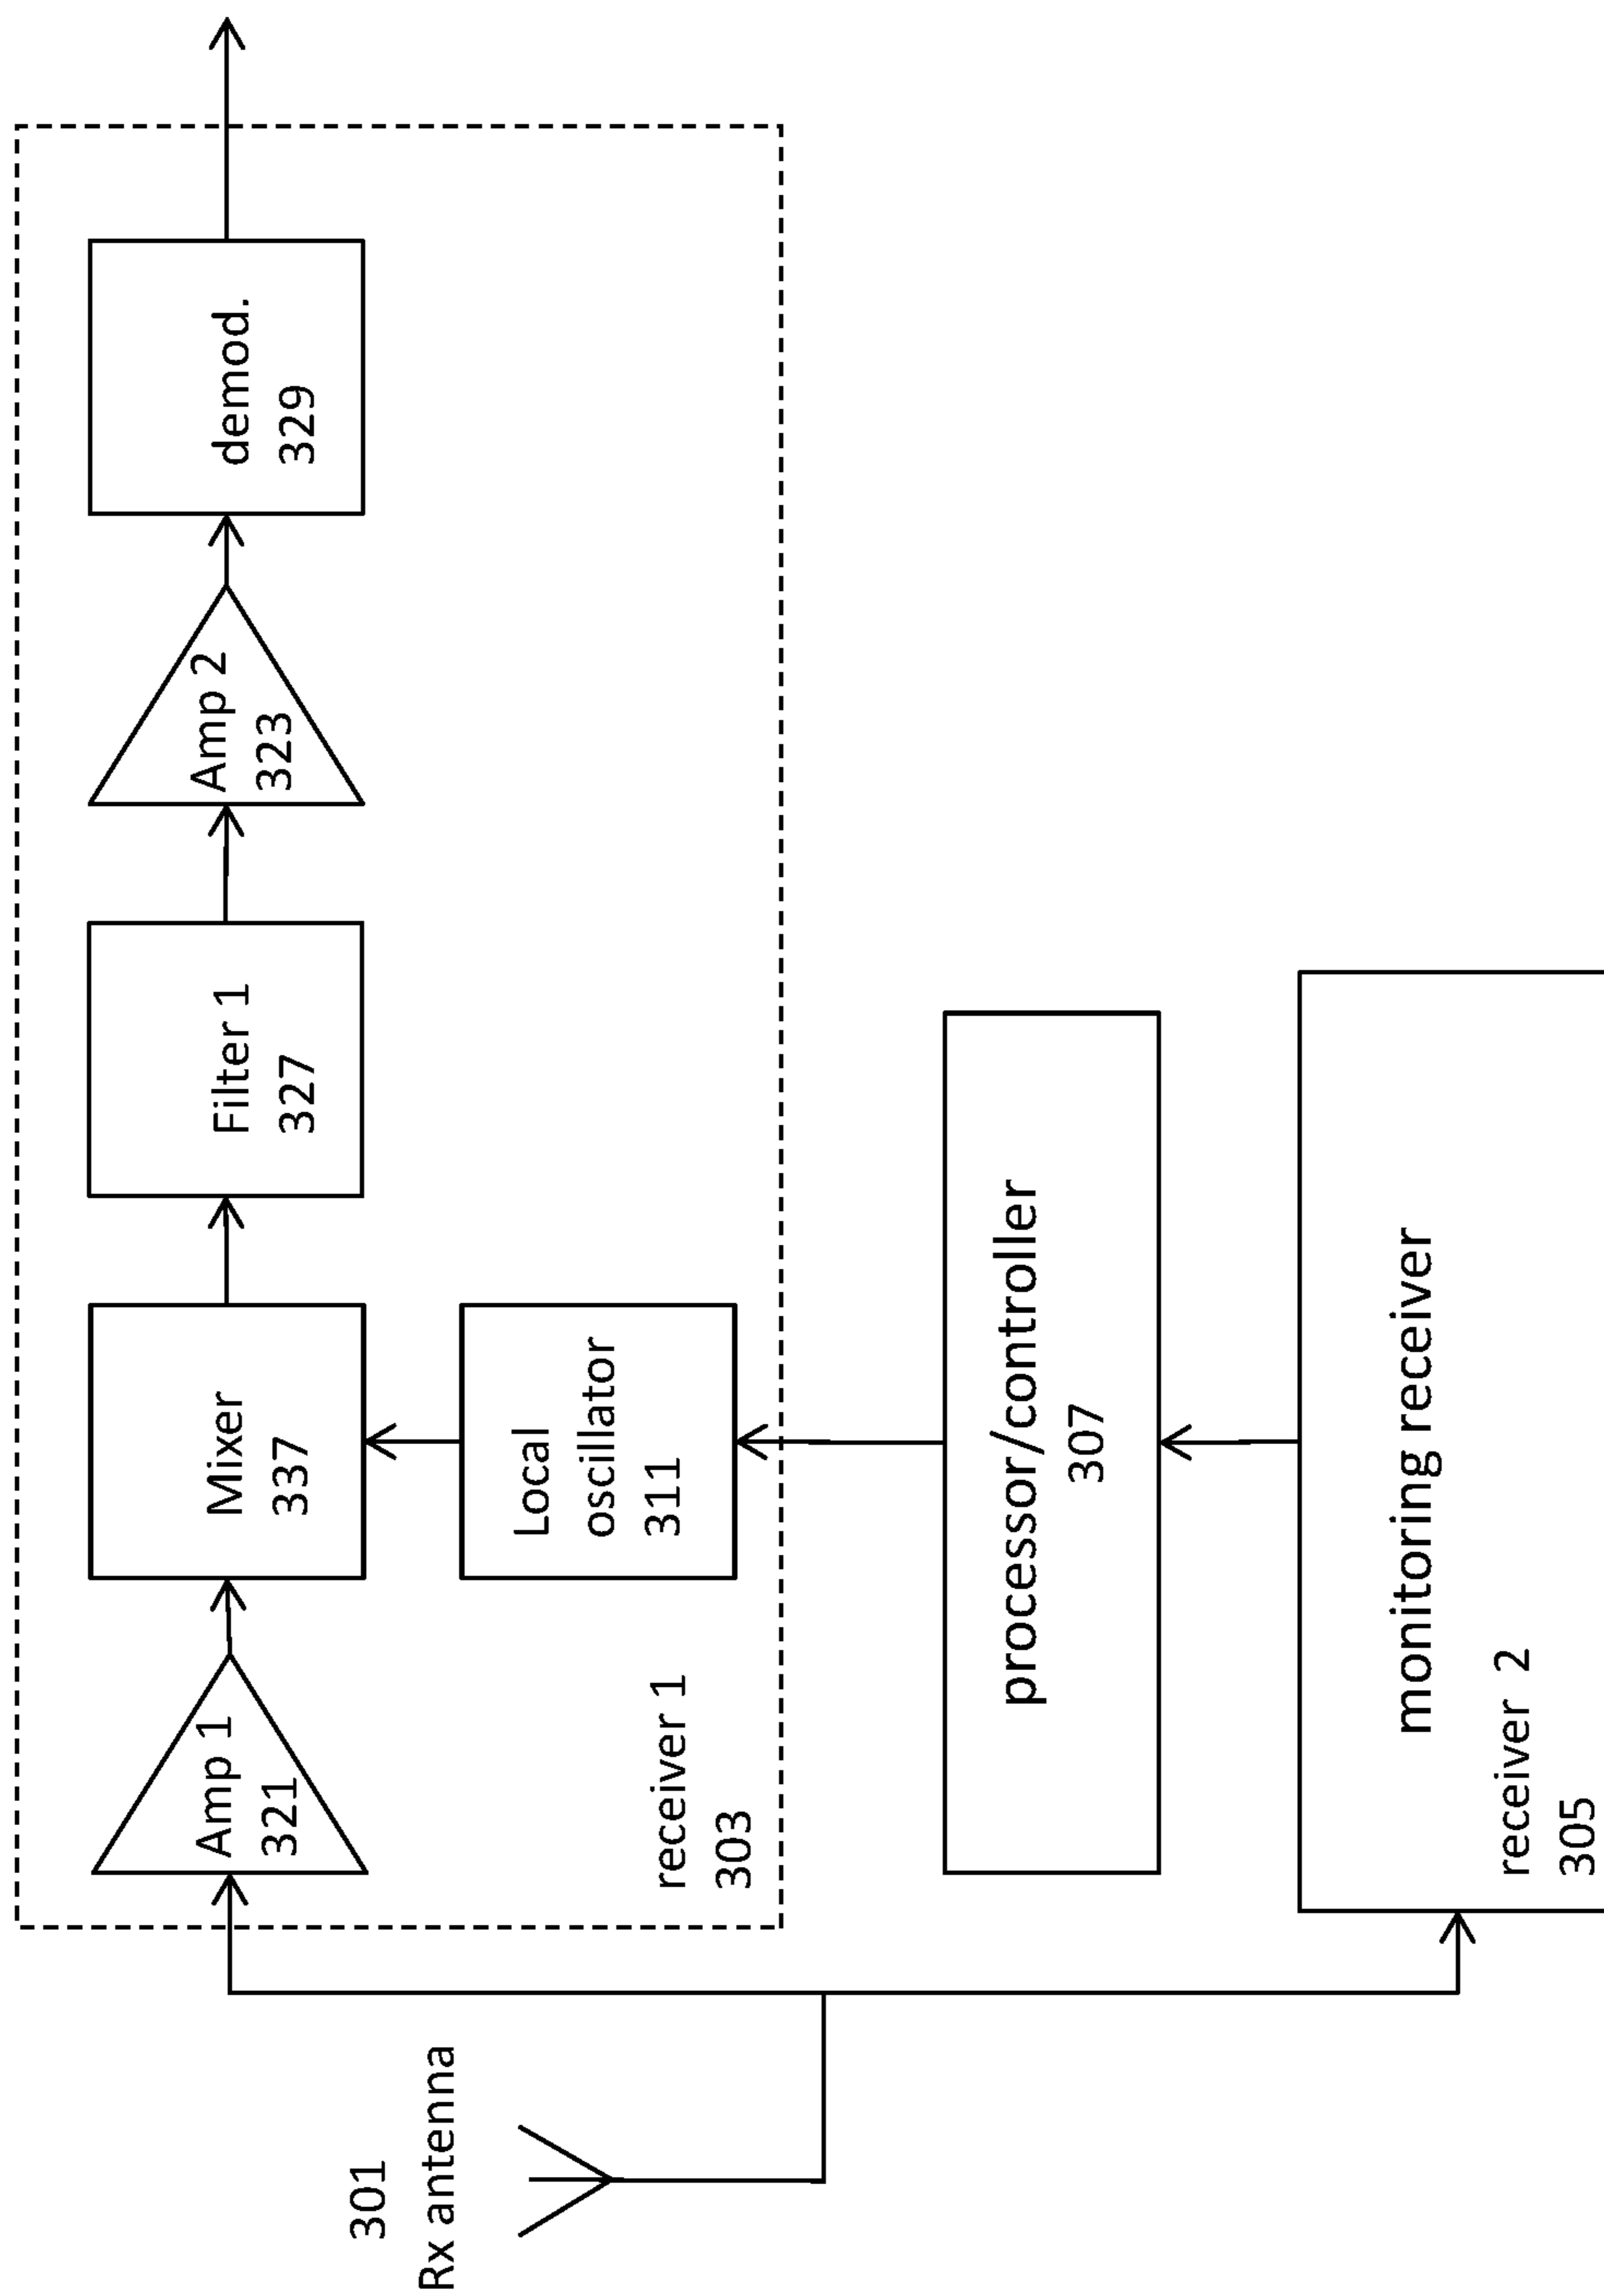 301
Rx antenna
Amp 1
321
Mixer
337
Filter 1
327
Amp 2
323
demod.
329
Local
oscillator
311
receiver 1
303
processor/controller
307
monitoring receiver
receiver 2
305